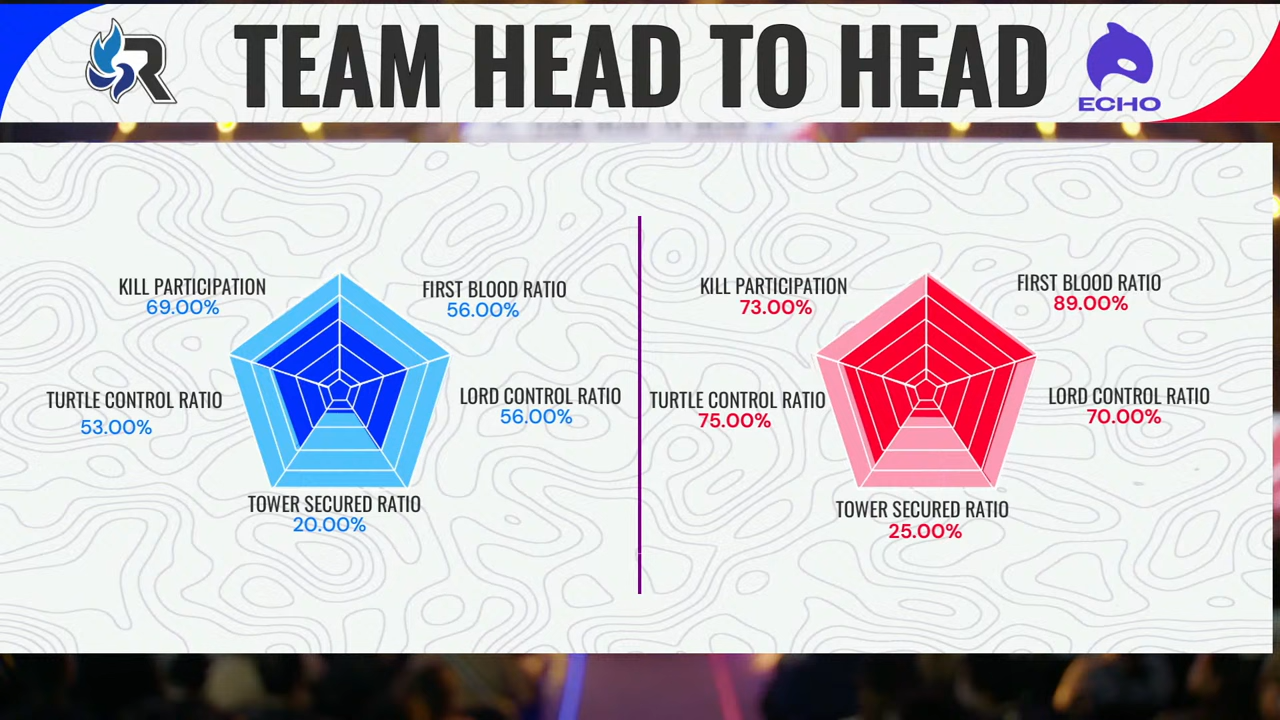 R
TEAM HEAD TO HEAD
ECHO
KILL PARTICIPATION
69.00%
FIRST BLOOD RATIO
56.00%
TURTLE CONTROL RATIO
53.00%
LORD CONTROL RATIO
56.00%
TOWER SECURED RATIO
20.00%
KILL PARTICIPATION
73.00%
FIRST BLOOD RATIO
89.00%
TURTLE CONTROL RATIO
75.00%
LORD CONTROL RATIO
70.00%
TOWER SECURED RATIO
25.00%